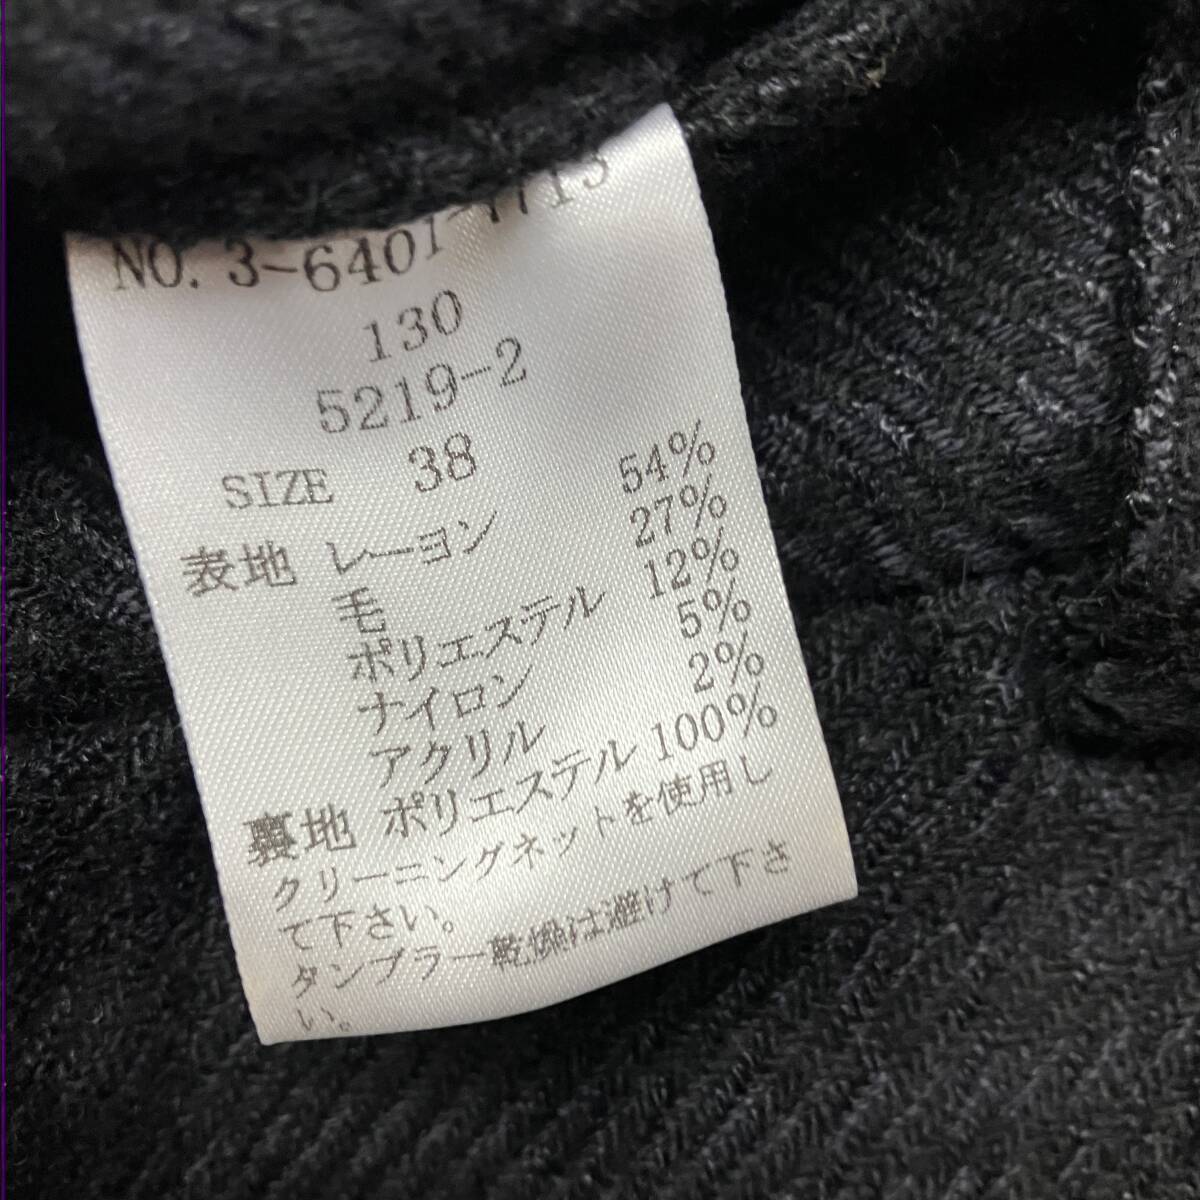 NO. 3-6401-1713
130
5219-2
SIZE 38
表地 レーヨン 54%
毛 27%
ポリエステル 12%
ナイロン 5%
アクリル 2%
裏地 ポリエステル 100%
クリーニングネットを使用し
て下さい。
タンブラー乾燥は避けて下さ
い。